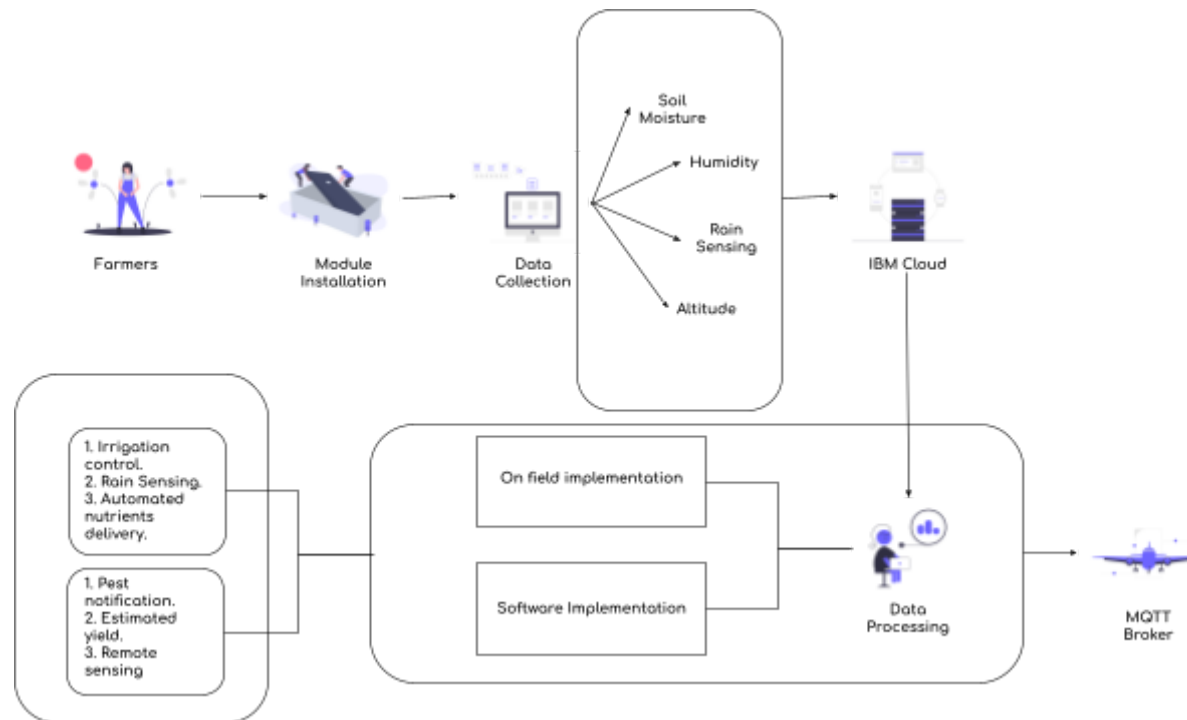 Farmers
Module
Installation
Data
Collection
Soil
Moisture
Humidity
Rain
Sensing
Altitude
IBM Cloud
1. Irrigation
control.
2. Rain Sensing.
3. Automated
nutrients
delivery.
1. Pest
notification.
2. Estimated
yield.
3. Remote
sensing
On field implementation
Software Implementation
Data
Processing
MQTT
Broker